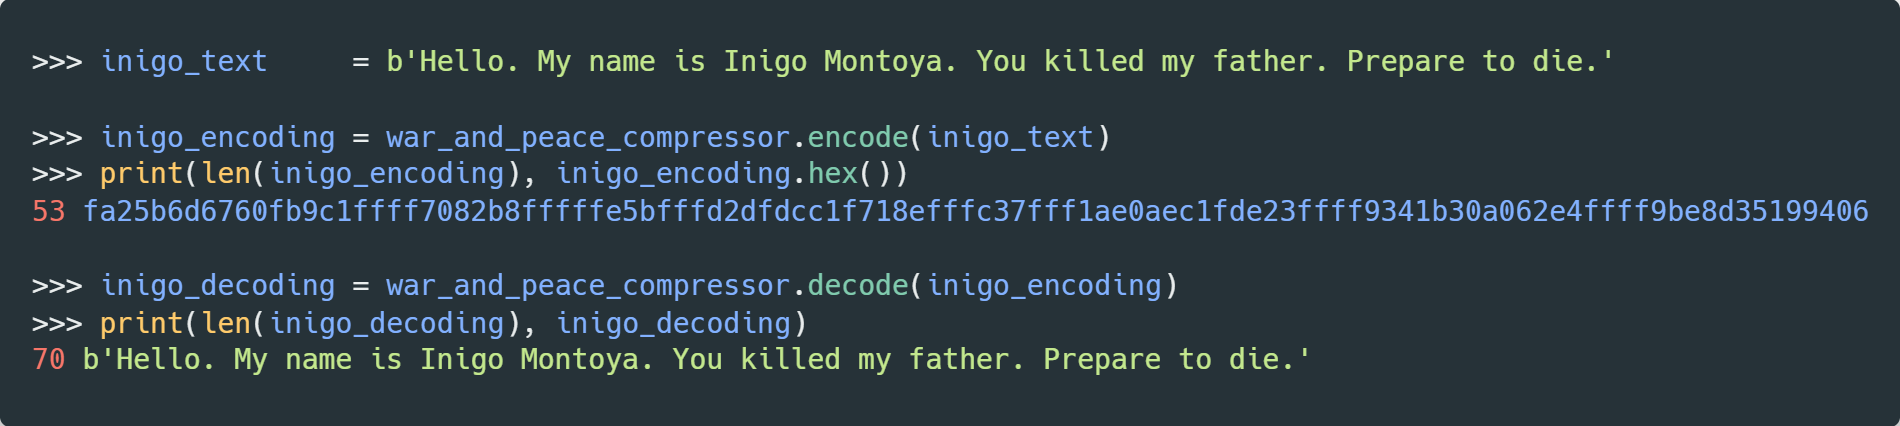 >>> inigo_text     = b'Hello. My name is Inigo Montoya. You killed my father. Prepare to die.'
>>> inigo_encoding = war_and_peace_compressor.encode(inigo_text)
>>> print(len(inigo_encoding), inigo_encoding.hex())
53 fa25b6d6760fb9c1ffff7082b8fffffe5bfffd2dfdcc1f718efffc37fff1ae0aec1fde23ffff9341b30a062e4ffff9be8d35199406
>>> inigo_decoding = war_and_peace_compressor.decode(inigo_encoding)
>>> print(len(inigo_decoding), inigo_decoding)
70 b'Hello. My name is Inigo Montoya. You killed my father. Prepare to die.'